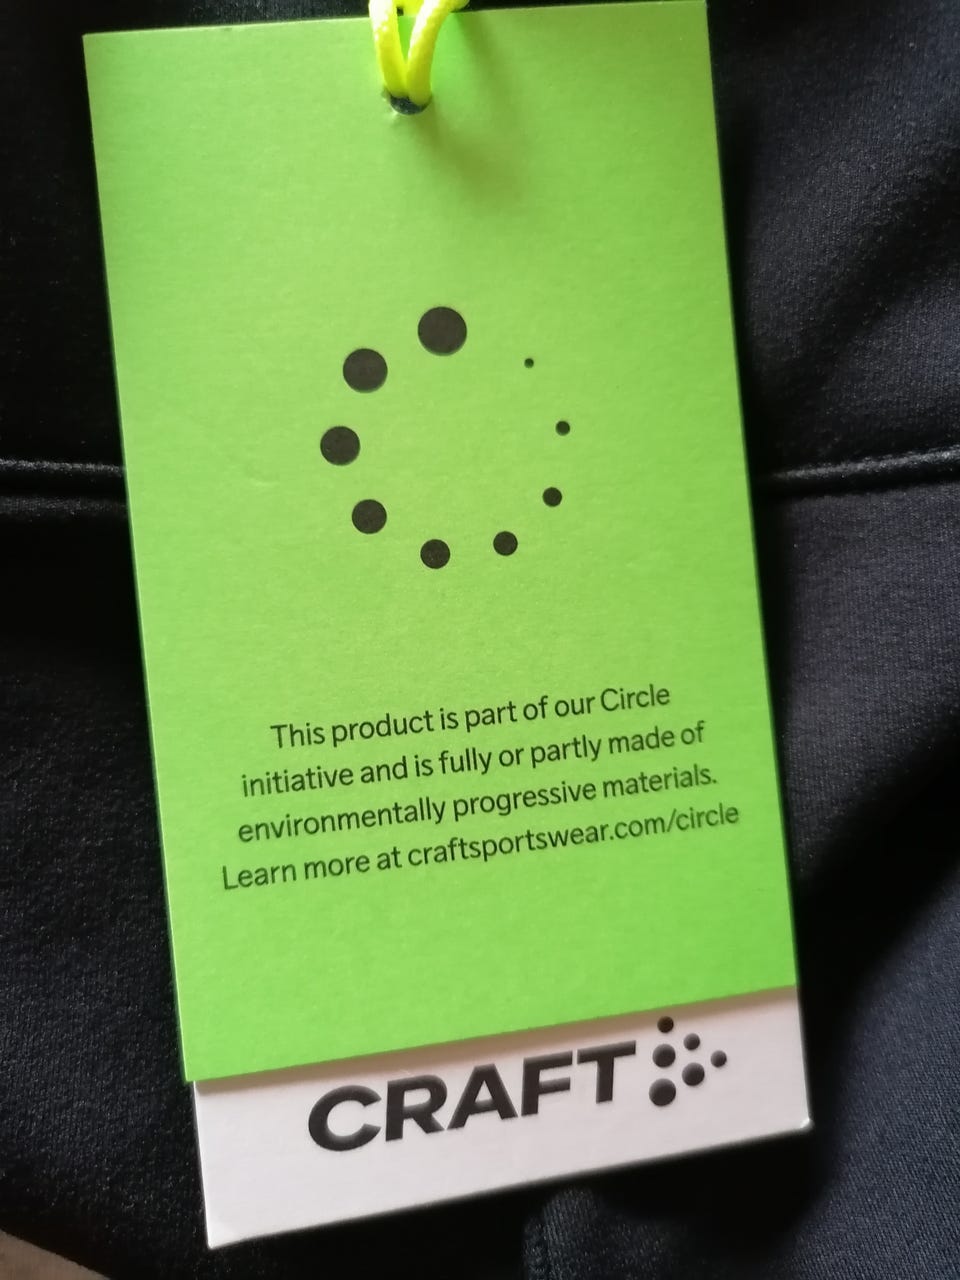 This product is part of our Circle
initiative and is fully or partly made of
environmentally progressive materials.
Learn more at craftsportswear.com/circle
CRAFT